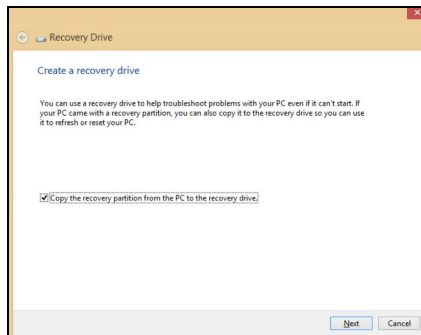 Recovery Drive
Create a recovery drive
You can use a recovery drive to help troubleshoot problems with your PC even if it can't start. If
your PC came with a recovery partition, you can also copy it to the recovery drive so you can use
it to refresh or reset your PC.
Copy the recovery partition from the PC to the recovery drive.
Next Cancel